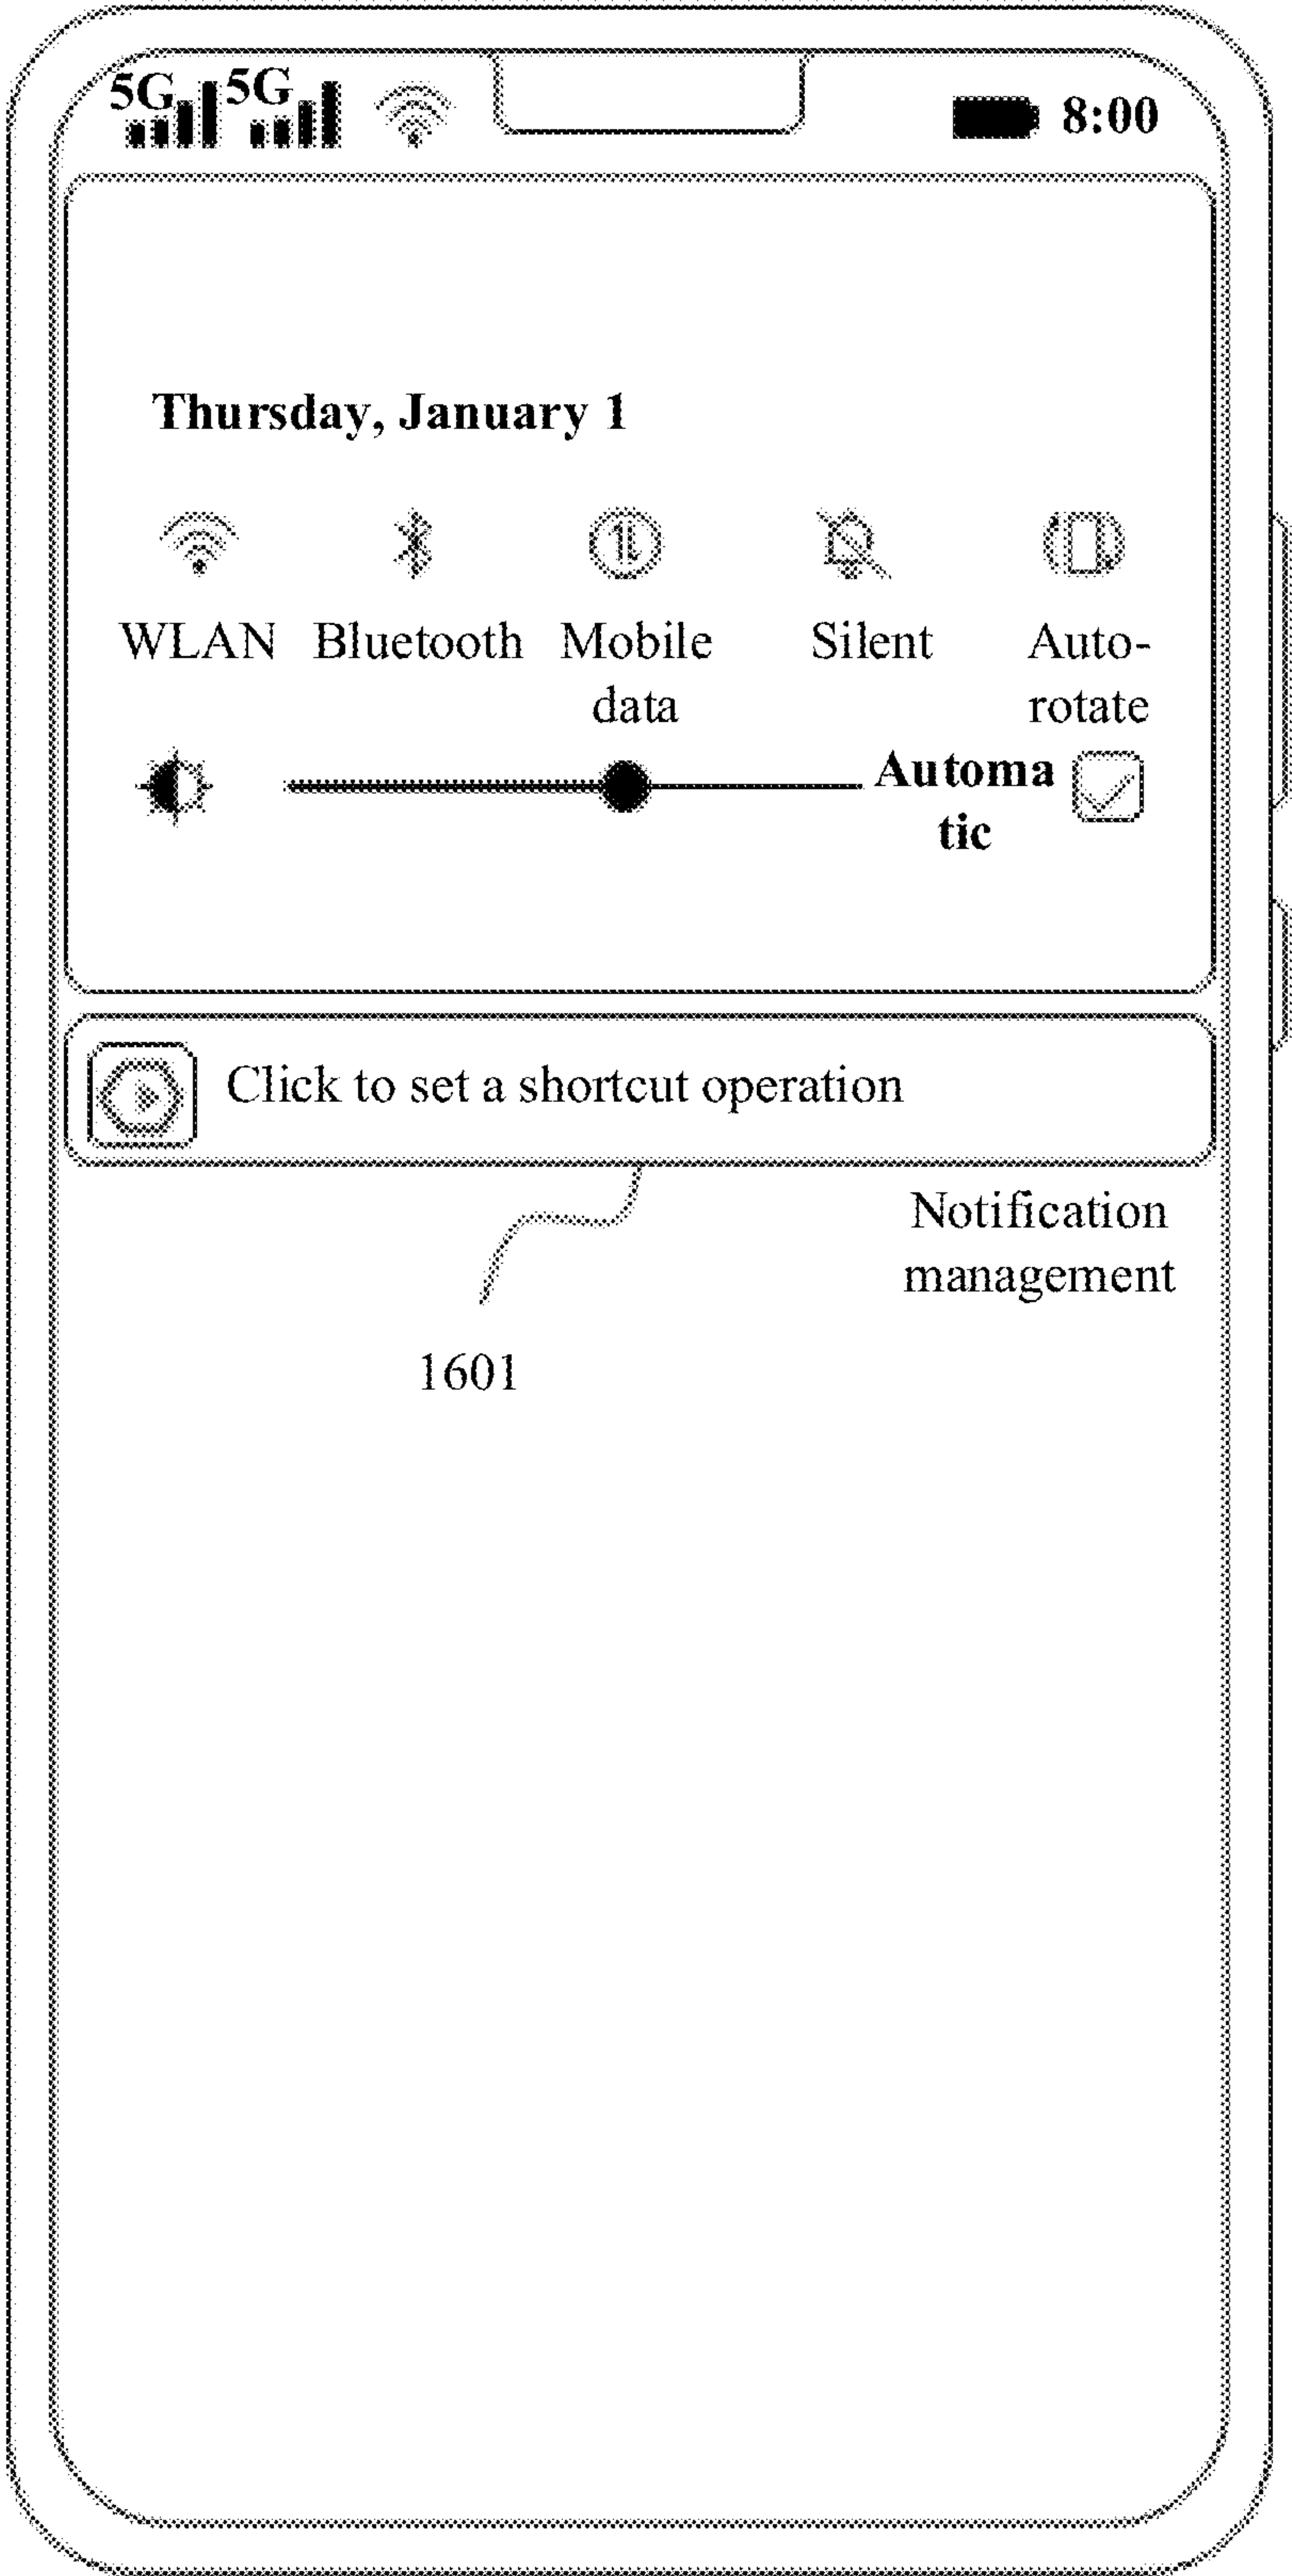 5G 5G 8:00
Thursday, January 1
WLAN Bluetooth Mobile data Silent Auto-rotate
Automa
tic
Click to set a shortcut operation
Notification
management
1601